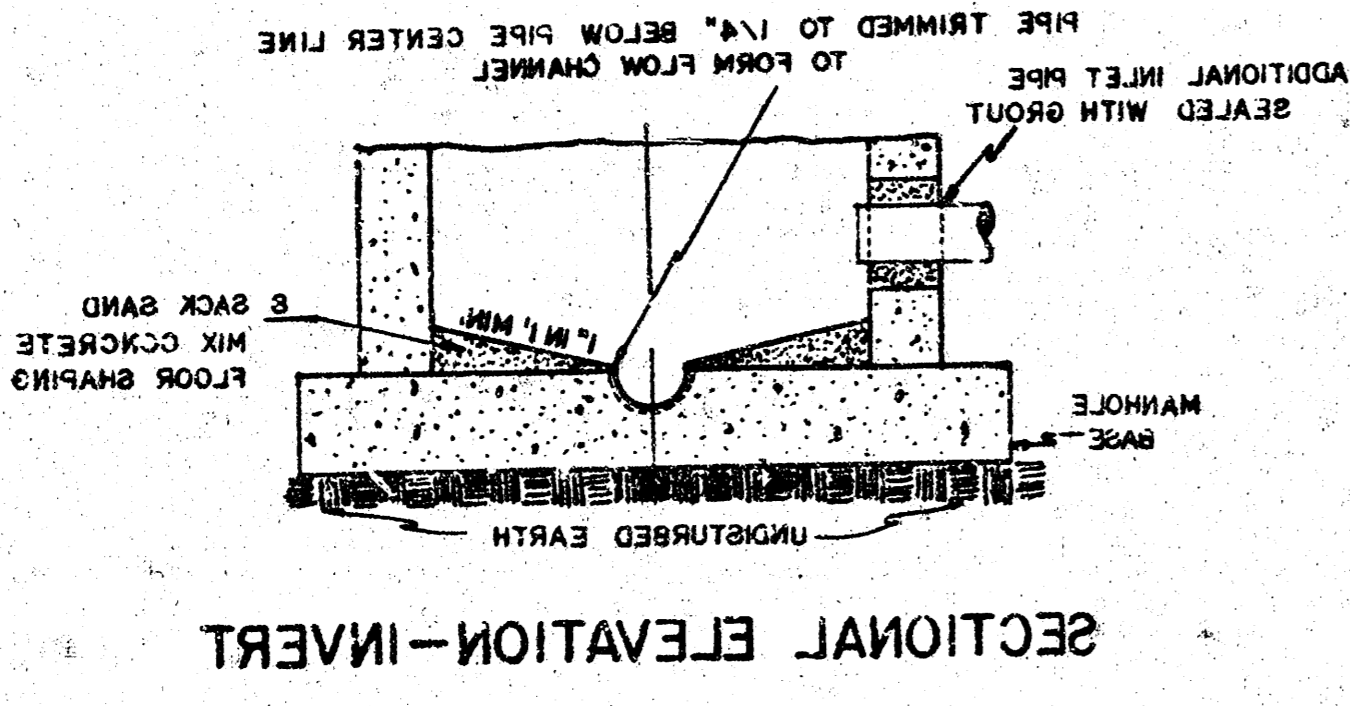 PIPE TRIMMED TO 1/4" BELOW PIPE CENTER LINE
TO FORM FLOW CHANNEL
ADDITIONAL INLET PIPE
SEALED WITH GROUT
SACK SAND
MIX CONCRETE
FLOOR SHAPING
1" IN 1' MIN.
MANHOLE
BASE
UNDISTURBED EARTH
SECTIONAL ELEVATION-INVERT